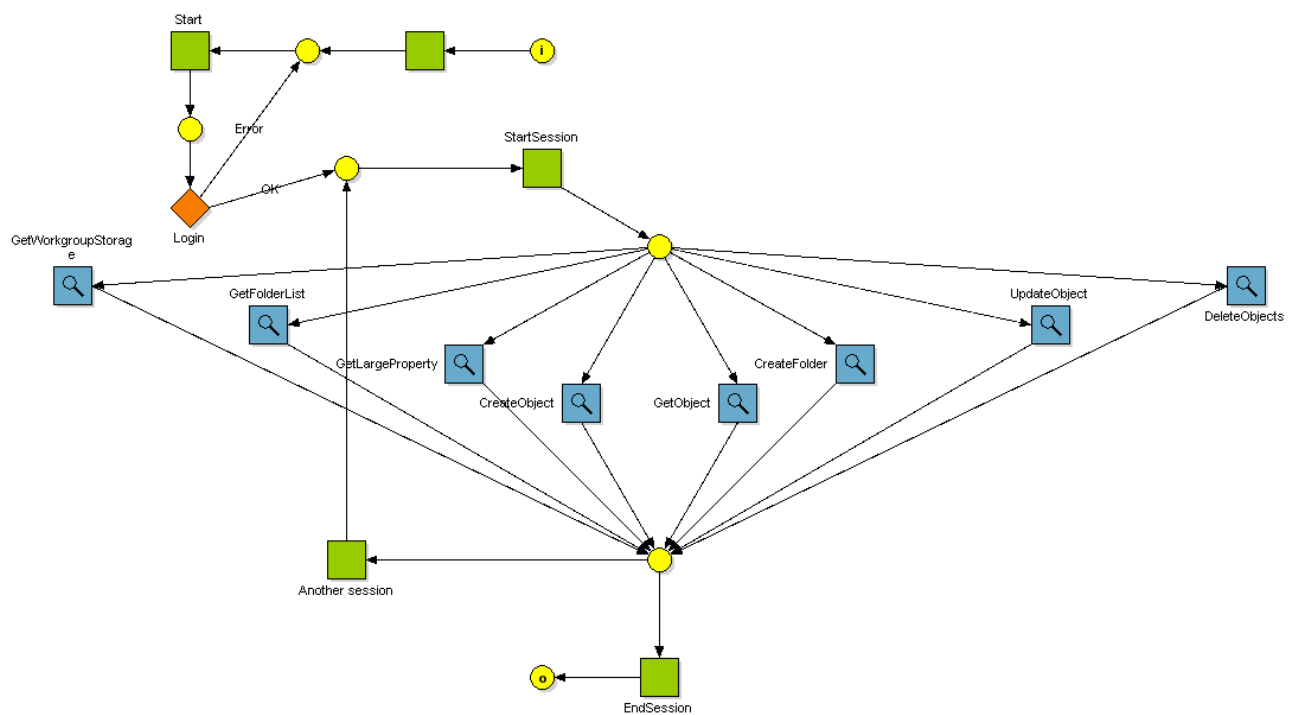 Start
i
Error
StartSession
OK
Login
GetWorkgroupStorag
e
GetFolderList
UpdateObject
DeleteObjects
GetLargeProperty
CreateFolder
CreateObject
GetObject
Another session
o
EndSession